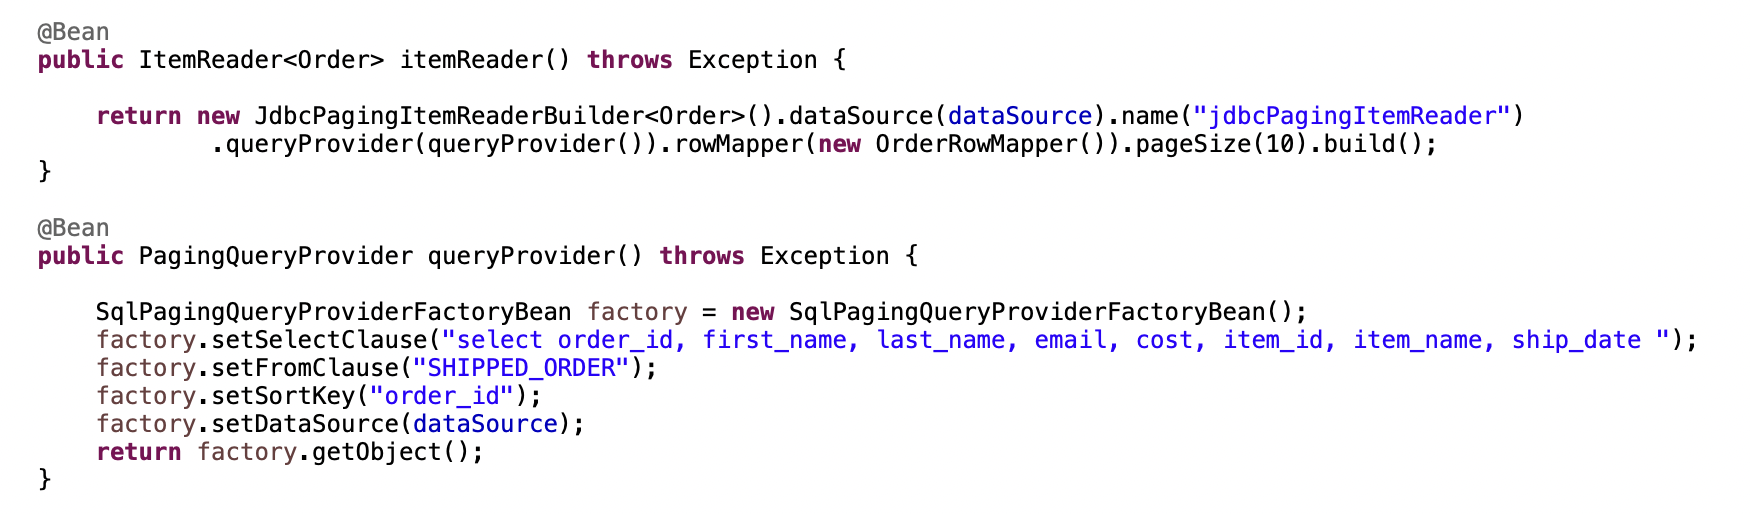 @Bean
public ItemReader<Order> itemReader() throws Exception {
return new JdbcPagingItemReaderBuilder<Order>().dataSource(dataSource).name("jdbcPagingItemReader")
.queryProvider(queryProvider()).rowMapper(new OrderRowMapper()).pageSize(10).build();
}
@Bean
public PagingQueryProvider queryProvider() throws Exception {
SqlPagingQueryProviderFactoryBean factory = new SqlPagingQueryProviderFactoryBean();
factory.setSelectClause("select order_id, first_name, last_name, email, cost, item_id, item_name, ship_date ");
factory.setFromClause("SHIPPED_ORDER");
factory.setSortKey("order_id");
factory.setDataSource(dataSource);
return factory.getObject();
}